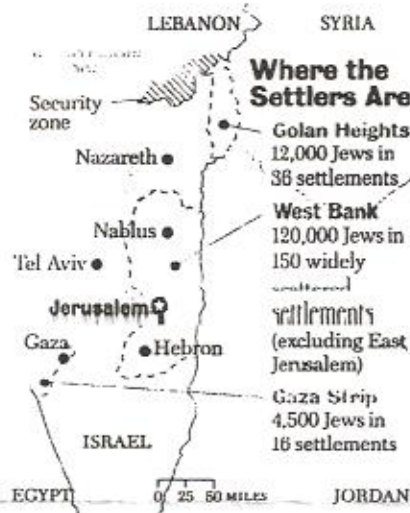 LEBANON
SYRIA
Where the
Settlers Are
Security
zone
Golan Heights
12,000 Jews in
36 settlements
Nazareth
West Bank
120,000 Jews in
150 widely
scattered
settlements
(excluding East
Jerusalem)
Nablus
Tel Aviv
Jerusalem
Gaza
Hebron
Gaza Strip
4,500 Jews in
16 settlements
ISRAEL
EGYPT
0 25 50 MILES
JORDAN